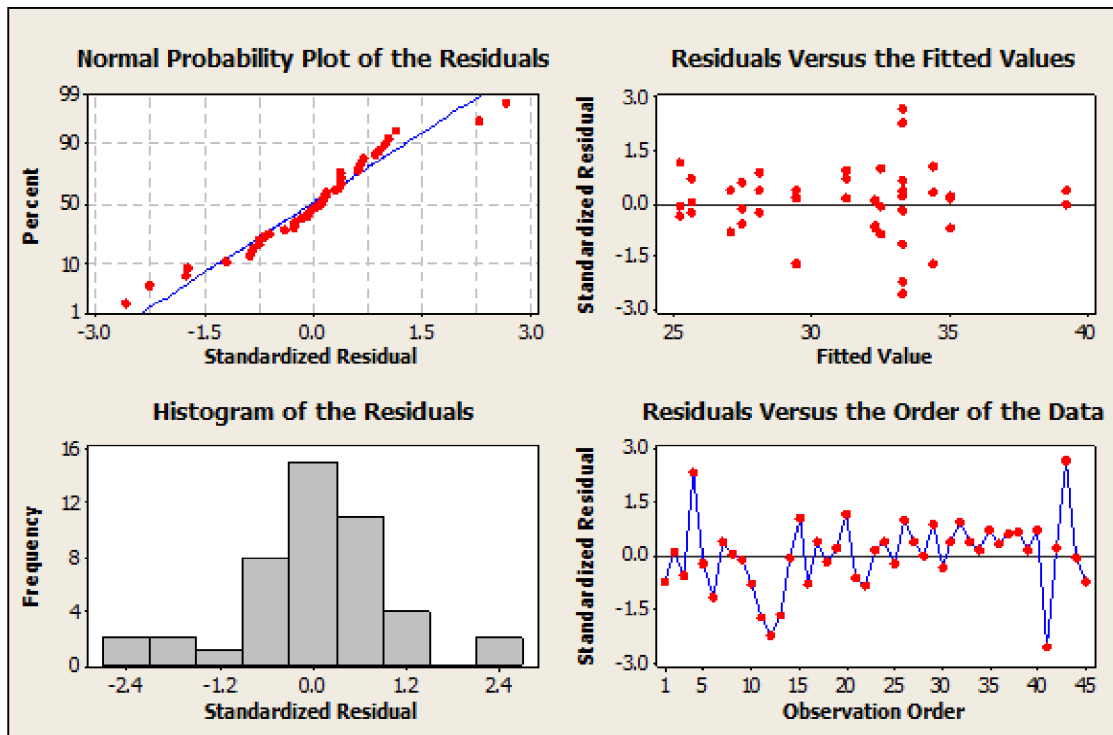 Normal Probability Plot of the Residuals
99
90
50
10
1
Percent
-3.0 -1.5 0.0 1.5 3.0
Standardized Residual
Residuals Versus the Fitted Values
3.0
1.5
0.0
-1.5
-3.0
Standardized Residual
25 30 35 40
Fitted Value
Histogram of the Residuals
16
12
8
4
0
Frequency
-2.4 -1.2 0.0 1.2 2.4
Standardized Residual
Residuals Versus the Order of the Data
3.0
1.5
0.0
-1.5
-3.0
Standardized Residual
1 5 10 15 20 25 30 35 40 45
Observation Order